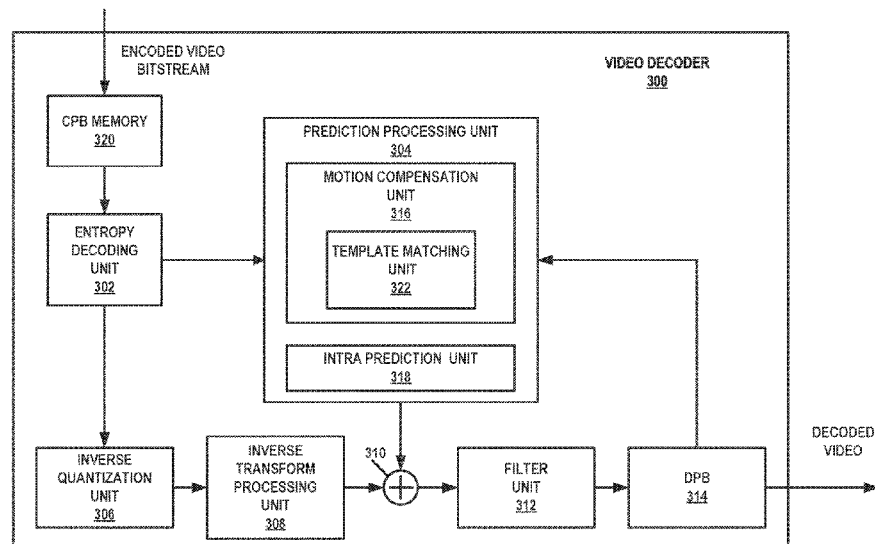 ENCODED VIDEO
BITSTREAM
VIDEO DECODER
300
CPB MEMORY
320
PREDICTION PROCESSING UNIT
304
MOTION COMPENSATION
UNIT
316
TEMPLATE MATCHING
UNIT
322
ENTROPY
DECODING
UNIT
302
INTRA PREDICTION UNIT
318
INVERSE
QUANTIZATION
UNIT
306
INVERSE
TRANSFORM
PROCESSING
UNIT
308
310
FILTER
UNIT
312
DPB
314
DECODED
VIDEO